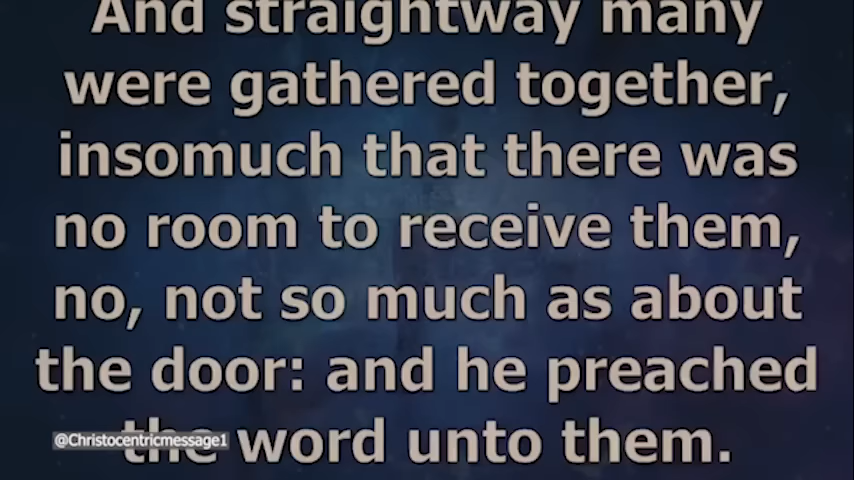 And straightway many
were gathered together,
insomuch that there was
no room to receive them,
no, not so much as about
the door: and he preached
the word unto them.
@Christocentricmessage1